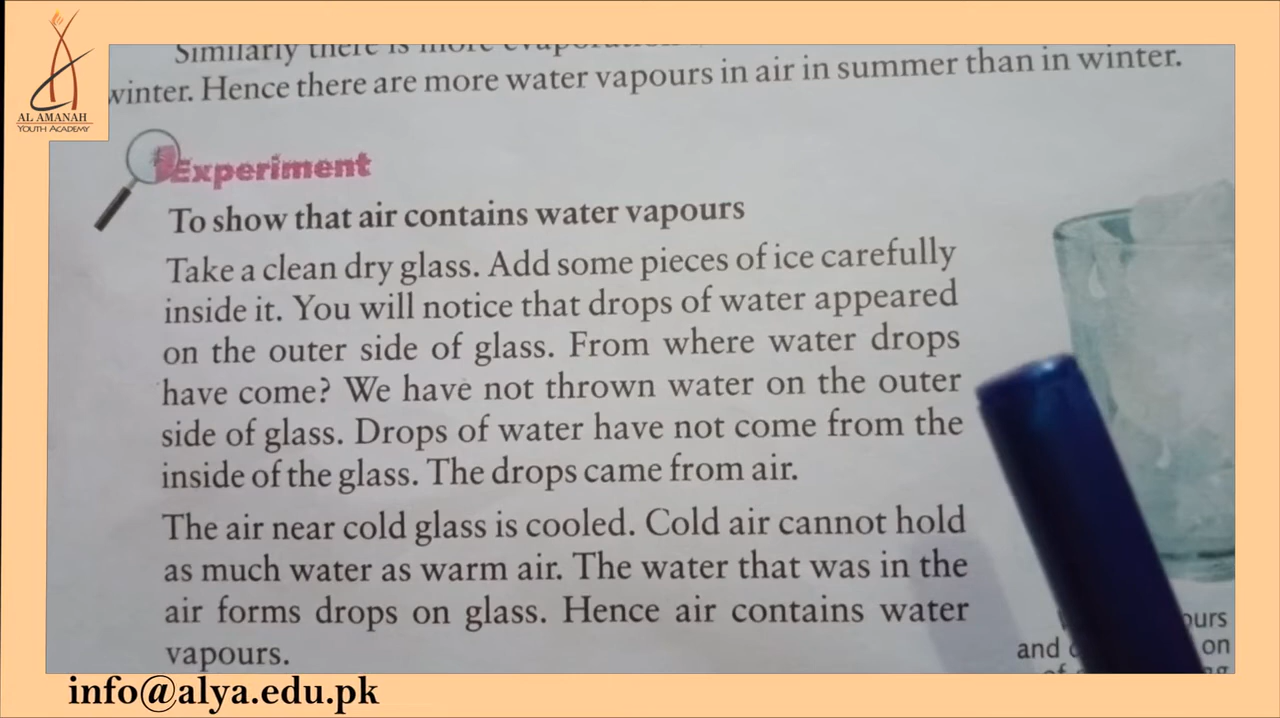 AL AMANAH
YOUTH ACADEMY
Similarly there is more
winter. Hence there are more water vapours in air in summer than in winter.
Experiment
To show that air contains water vapours
Take a clean dry glass. Add some pieces of ice carefully
inside it. You will notice that drops of water appeared
on the outer side of glass. From where water drops
have come? We have not thrown water on the outer
side of glass. Drops of water have not come from the
inside of the glass. The drops came from air.
The air near cold glass is cooled. Cold air cannot hold
as much water as warm air. The water that was in the
air forms drops on glass. Hence air contains water
vapours.
and
on
info@alya.edu.pk